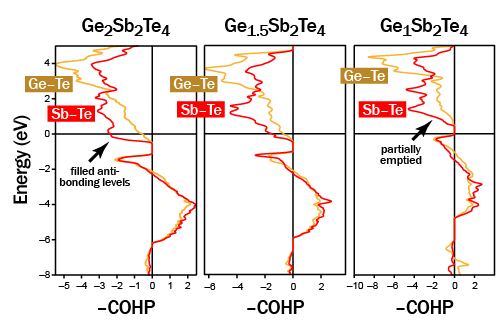 Ge2Sb2Te4
Ge1.5Sb2Te4
Ge1Sb2Te4
Energy (eV)
4
2
0
−2
−4
−6
−8
Ge–Te
Sb–Te
filled anti-
bonding levels
Ge–Te
Sb–Te
Ge–Te
Sb–Te
partially
emptied
−5 −4 −3 −2 −1 0 1 2
−6 −4 −2 0 2
−10 −8 −6 −4 −2 0 2
–COHP
–COHP
–COHP